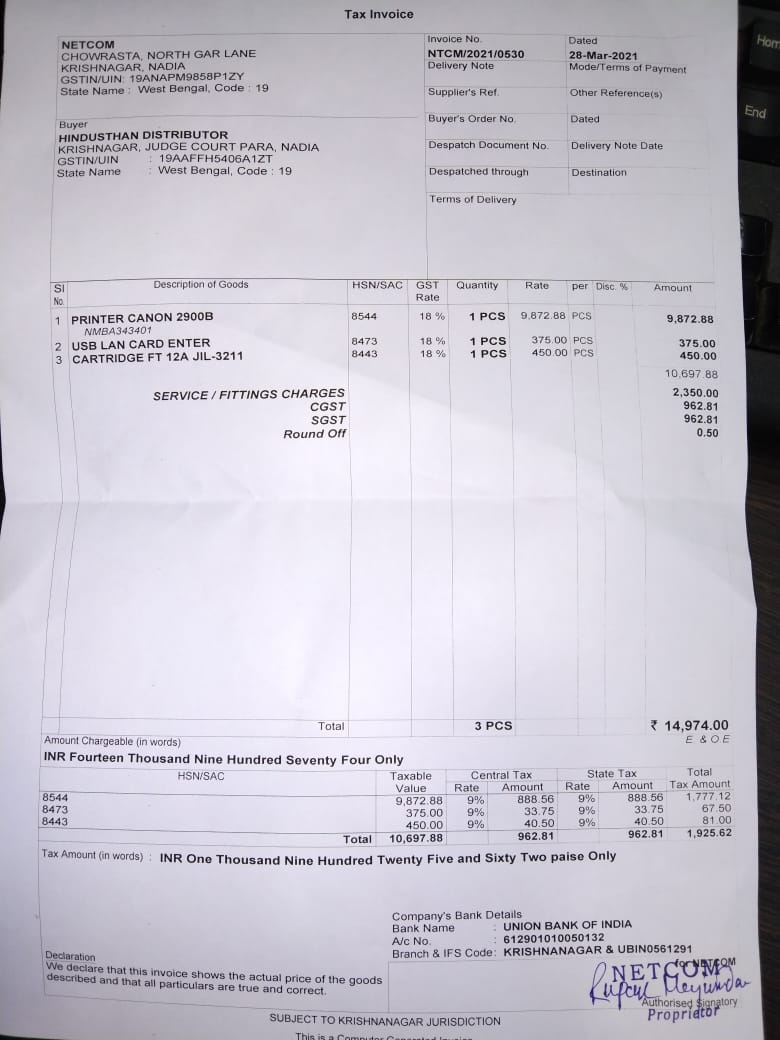 Tax Invoice
NETCOM
CHOWRASTA, NORTH GAR LANE
KRISHNAGAR, NADIA
GSTIN/UIN: 19ANAPM9858P1ZY
State Name : West Bengal, Code : 19
Invoice No. Dated
NTCM/2021/0530 28-Mar-2021
Delivery Note Mode/Terms of Payment
Supplier's Ref. Other Reference(s)
Buyer
HINDUSTHAN DISTRIBUTOR
KRISHNAGAR, JUDGE COURT PARA, NADIA
GSTIN/UIN : 19AAFFH5406A1ZT
State Name : West Bengal, Code : 19
Buyer's Order No. Dated
Despatch Document No. Delivery Note Date
Despatched through Destination
Terms of Delivery
Sl No. Description of Goods HSN/SAC GST Rate Quantity Rate per Disc. % Amount
1 PRINTER CANON 2900B 8544 18 % 1 PCS 9,872.88 PCS 9,872.88
NMBA343401
2 USB LAN CARD ENTER 8473 18 % 1 PCS 375.00 PCS 375.00
3 CARTRIDGE FT 12A JIL-3211 8443 18 % 1 PCS 450.00 PCS 450.00
10,697.88
SERVICE / FITTINGS CHARGES 2,350.00
CGST 962.81
SGST 962.81
Round Off 0.50
Total 3 PCS ₹ 14,974.00
Amount Chargeable (in words) E. & O.E
INR Fourteen Thousand Nine Hundred Seventy Four Only
HSN/SAC Taxable Value Central Tax Rate Amount State Tax Rate Amount Total Tax Amount
8544 9,872.88 9% 888.56 9% 888.56 1,777.12
8473 375.00 9% 33.75 9% 33.75 67.50
8443 450.00 9% 40.50 9% 40.50 81.00
Total 10,697.88 962.81 962.81 1,925.62
Tax Amount (in words) : INR One Thousand Nine Hundred Twenty Five and Sixty Two paise Only
Company's Bank Details
Bank Name : UNION BANK OF INDIA
A/c No. : 612901010050132
Branch & IFS Code: KRISHNANAGAR & UBIN0561291
Declaration
We declare that this invoice shows the actual price of the goods
described and that all particulars are true and correct.
for NETCOM
NETCOM
Authorised Signatory
Proprietor
SUBJECT TO KRISHNANAGAR JURISDICTION
This is a Computer Generated Invoice
Hom
End